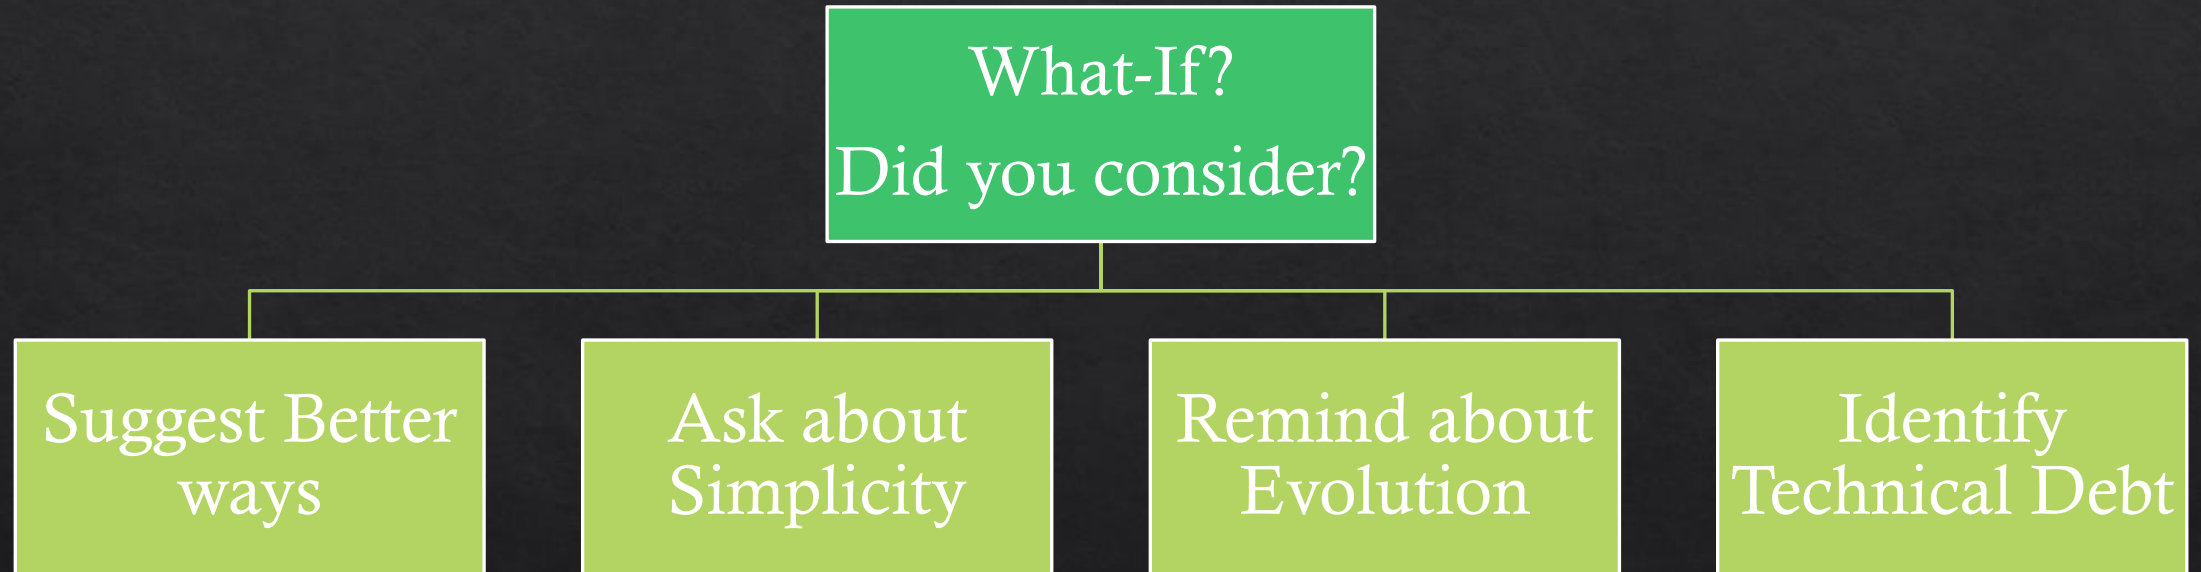 What-If?
Did you consider?
Suggest Better
ways
Ask about
Simplicity
Remind about
Evolution
Identify
Technical Debt